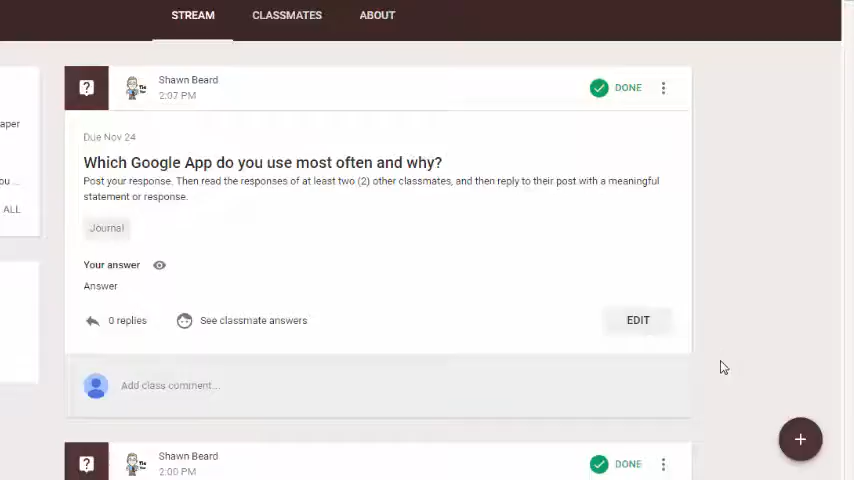 STREAM CLASSMATES ABOUT
aper
ou ...
ALL
Shawn Beard
2:07 PM
DONE
Due Nov 24
Which Google App do you use most often and why?
Post your response. Then read the responses of at least two (2) other classmates, and then reply to their post with a meaningful
statement or response.
Journal
Your answer
Answer
0 replies
See classmate answers
EDIT
Add class comment...
Shawn Beard
2:00 PM
DONE